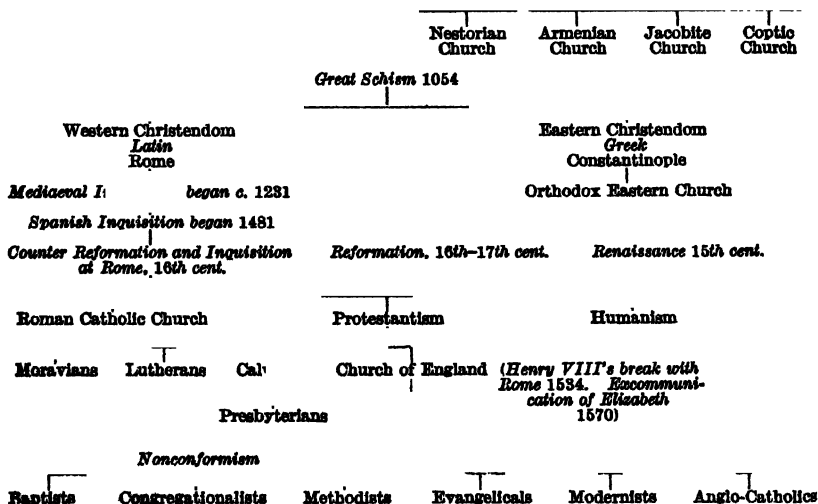 Nestorian Church
Armenian Church
Jacobite Church
Coptic Church
Great Schism 1054
Western Christendom
Latin
Rome
Eastern Christendom
Greek
Constantinople
Orthodox Eastern Church
Mediaeval began c. 1231
Spanish Inquisition began 1481
Counter Reformation and Inquisition
at Rome, 16th cent.
Reformation, 16th–17th cent.
Renaissance 15th cent.
Roman Catholic Church
Protestantism
Humanism
Moravians
Lutherans
Church of England (Henry VIII's break with
Rome 1534. Excommuni-
cation of Elizabeth
1570)
Presbyterians
Nonconformism
Baptists
Congregationalists
Methodists
Evangelicals
Modernists
Anglo-Catholics